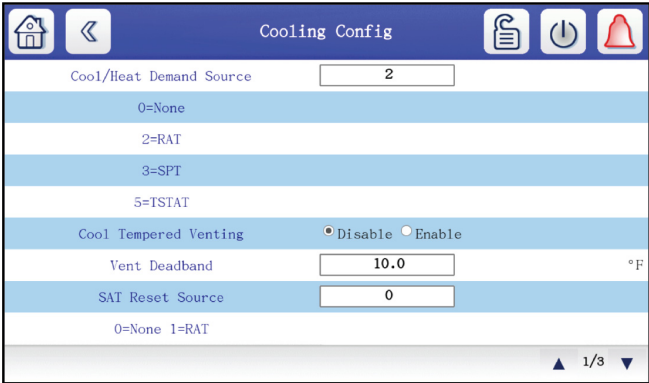 Cooling Config
Cool/Heat Demand Source 2
0=None
2=RAT
3=SPT
5=TSTAT
Cool Tempered Venting Disable Enable
Vent Deadband 10.0 °F
SAT Reset Source 0
0=None 1=RAT
1/3